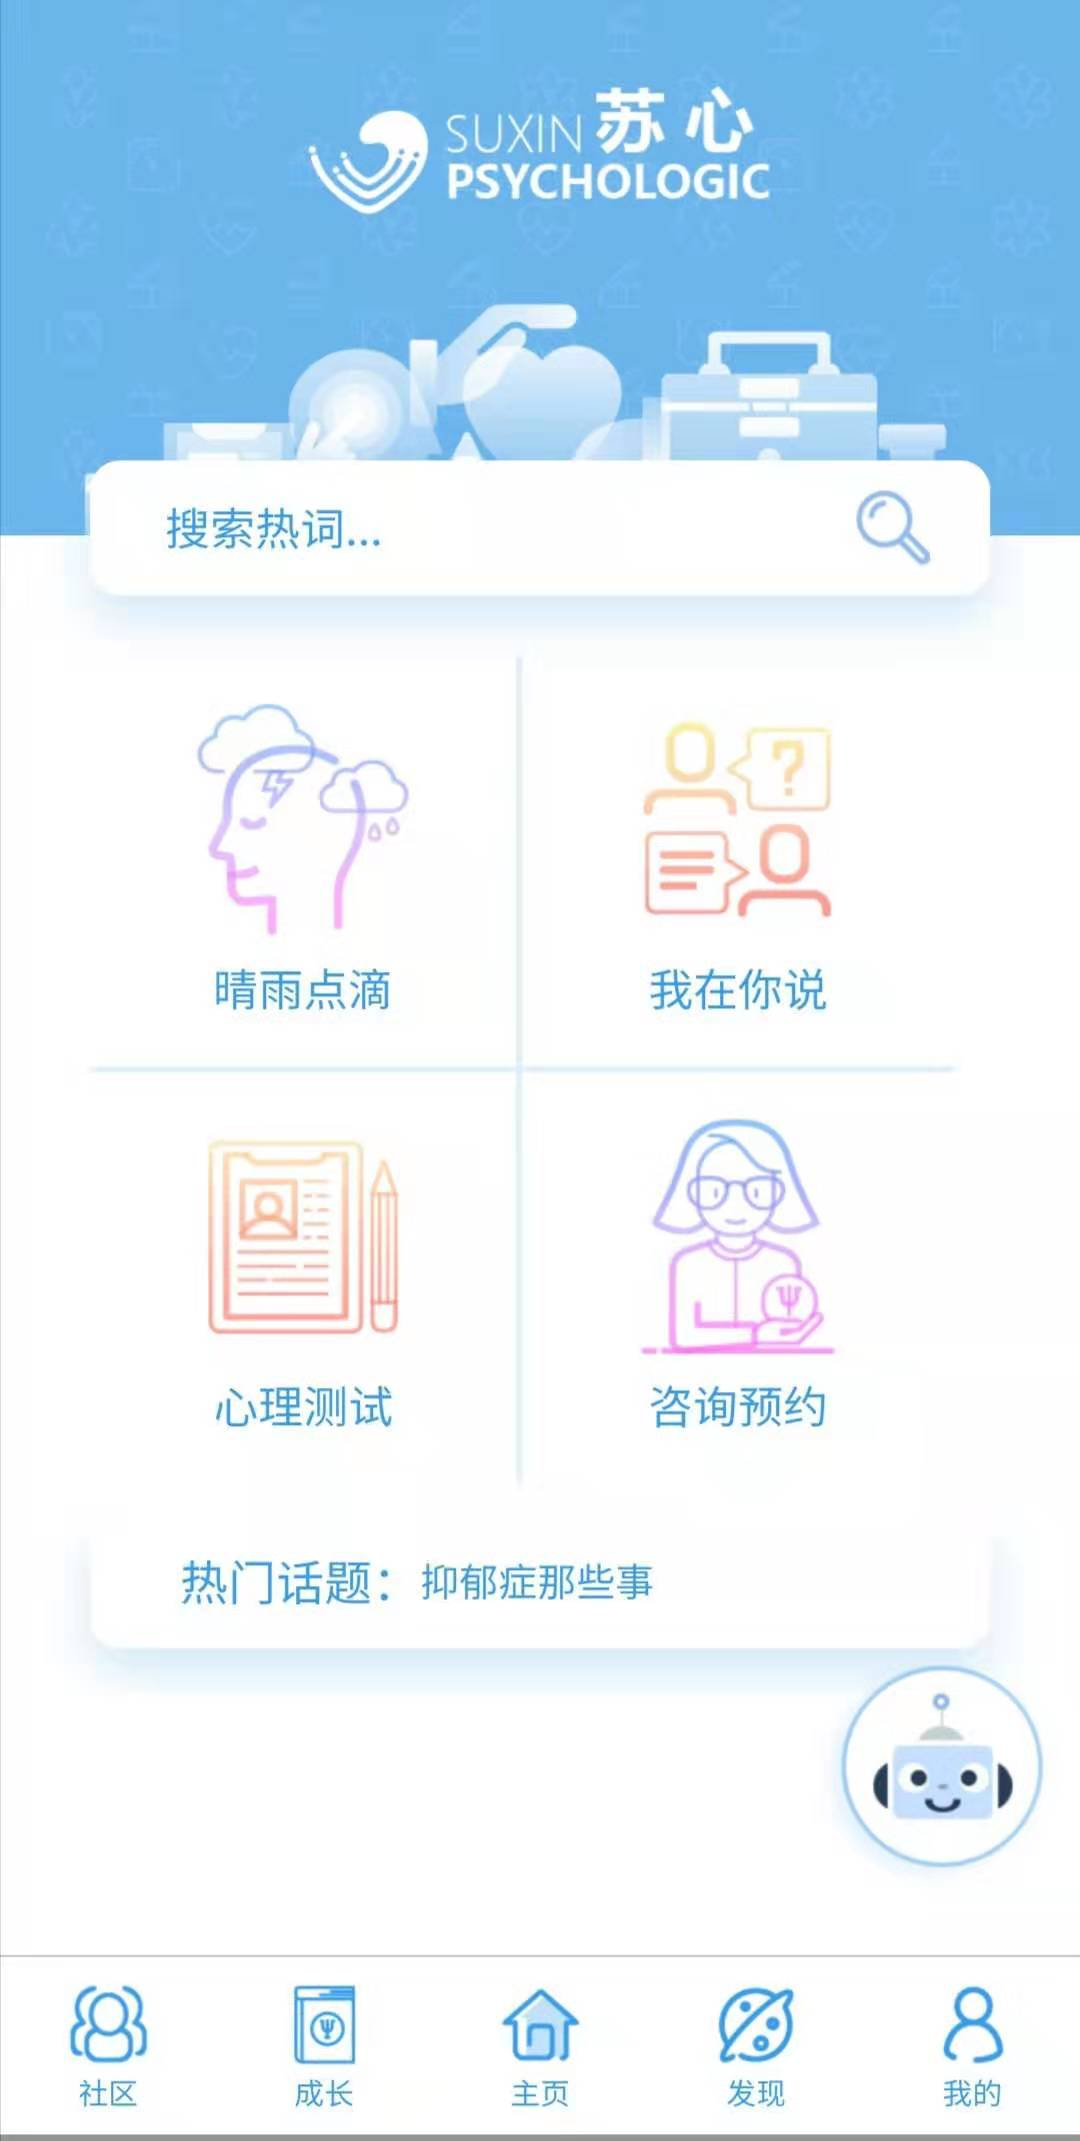 SUXIN 苏心
PSYCHOLOGIC
搜索热词...
晴雨点滴
我在你说
心理测试
咨询预约
热门话题：抑郁症那些事
社区
成长
主页
发现
我的